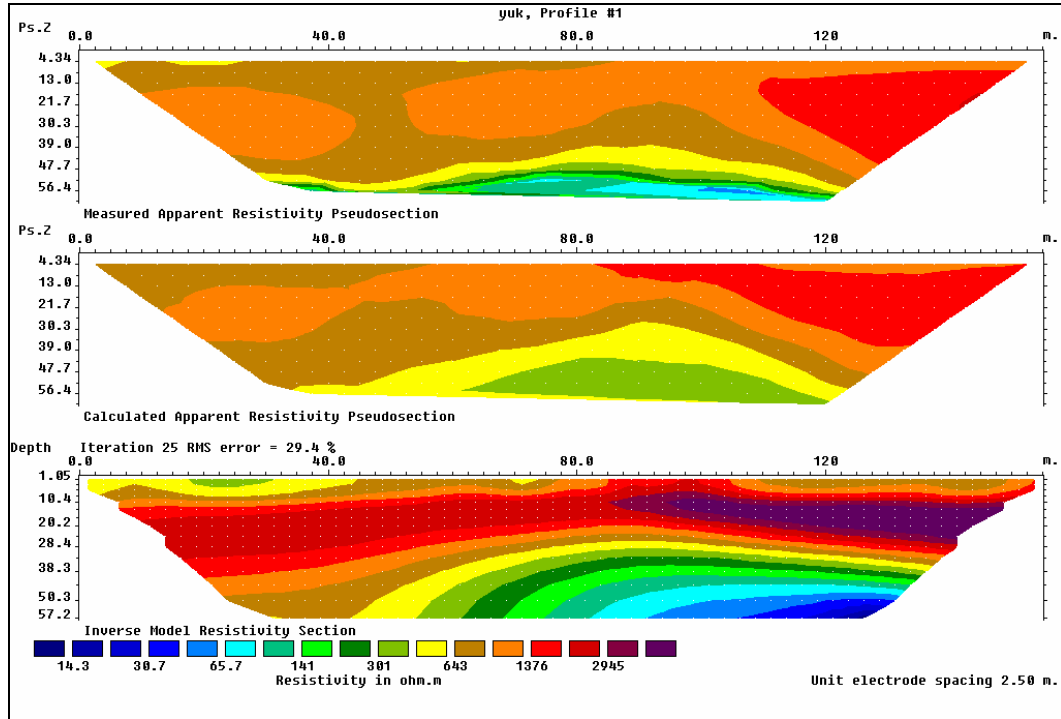 yuk, Profile #1
Ps.Z 0.0 40.0 80.0 120 m.
4.34
13.0
21.7
30.3
39.0
47.7
56.4
Measured Apparent Resistivity Pseudosection
Ps.Z 0.0 40.0 80.0 120 m.
4.34
13.0
21.7
30.3
39.0
47.7
56.4
Calculated Apparent Resistivity Pseudosection
Depth Iteration 25 RMS error = 29.4 %
0.0 40.0 80.0 120 m.
1.05
10.4
20.2
28.4
38.3
50.3
57.2
Inverse Model Resistivity Section
14.3 30.7 65.7 141 301 643 1376 2945
Resistivity in ohm.m Unit electrode spacing 2.50 m.